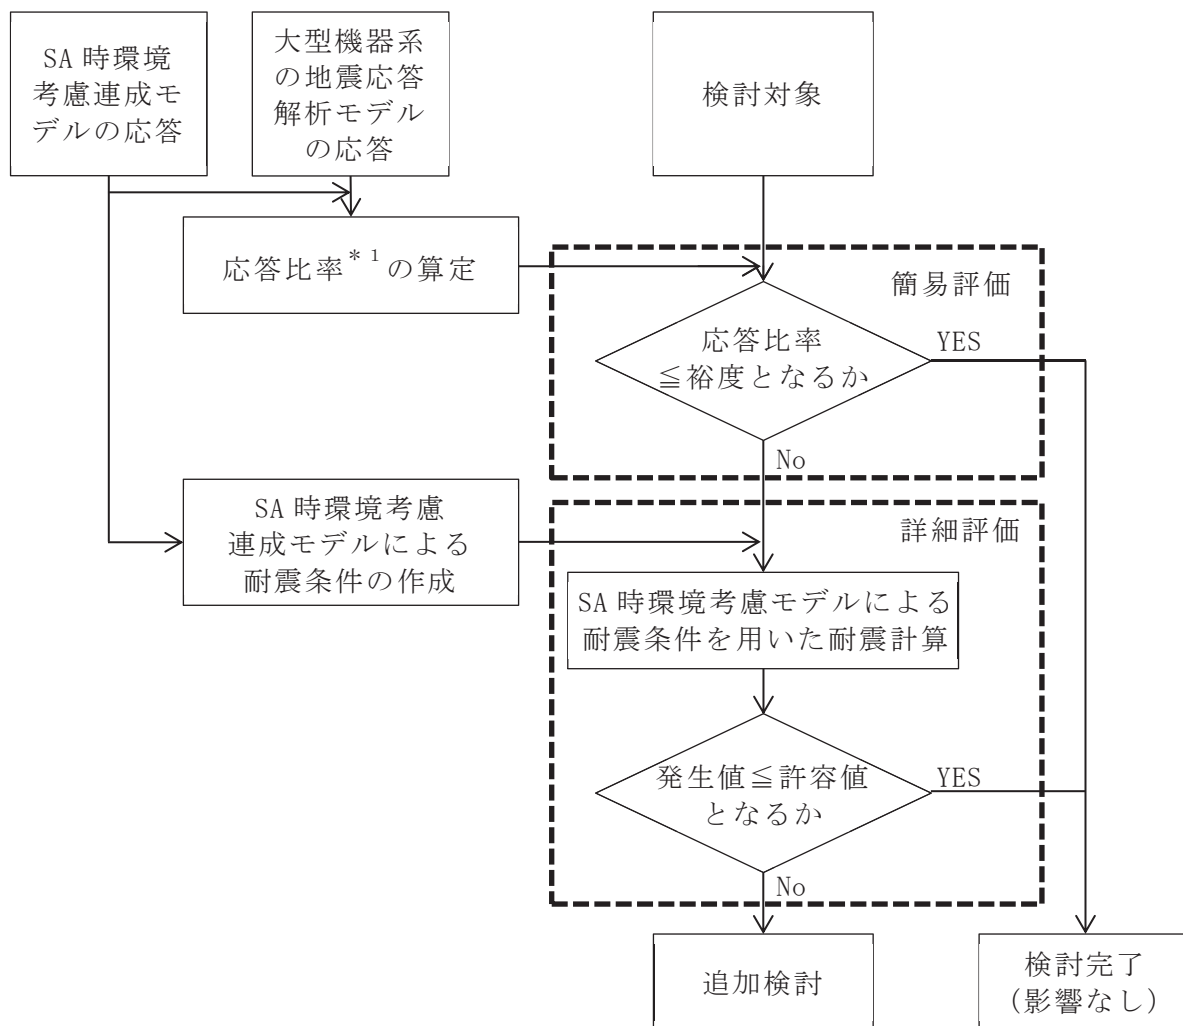 SA時環境
考慮連成モ
デルの応答
大型機器系
の地震応答
解析モデル
の応答
検討対象
応答比率*1の算定
簡易評価
応答比率
≦裕度となるか
YES
No
SA時環境考慮
連成モデルによる
耐震条件の作成
詳細評価
SA時環境考慮モデルによる
耐震条件を用いた耐震計算
発生値≦許容値
となるか
YES
No
追加検討
検討完了
(影響なし)